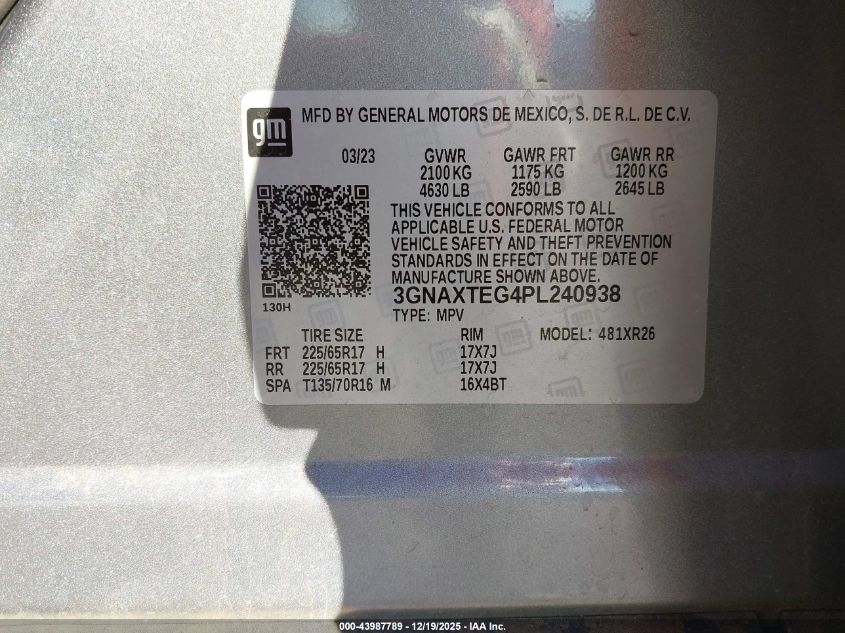 gm MFD BY GENERAL MOTORS DE MEXICO, S. DE R.L. DE C.V.
03/23 GVWR GAWR FRT GAWR RR
2100 KG 1175 KG 1200 KG
4630 LB 2590 LB 2645 LB
THIS VEHICLE CONFORMS TO ALL
APPLICABLE U.S. FEDERAL MOTOR
VEHICLE SAFETY AND THEFT PREVENTION
STANDARDS IN EFFECT ON THE DATE OF
MANUFACTURE SHOWN ABOVE.
3GNAXTEG4PL240938
130H
TYPE: MPV
TIRE SIZE RIM MODEL: 481XR26
FRT 225/65R17 H 17X7J
RR 225/65R17 H 17X7J
SPA T135/70R16 M 16X4BT
000-43987789 - 12/19/2025 - IAA Inc.